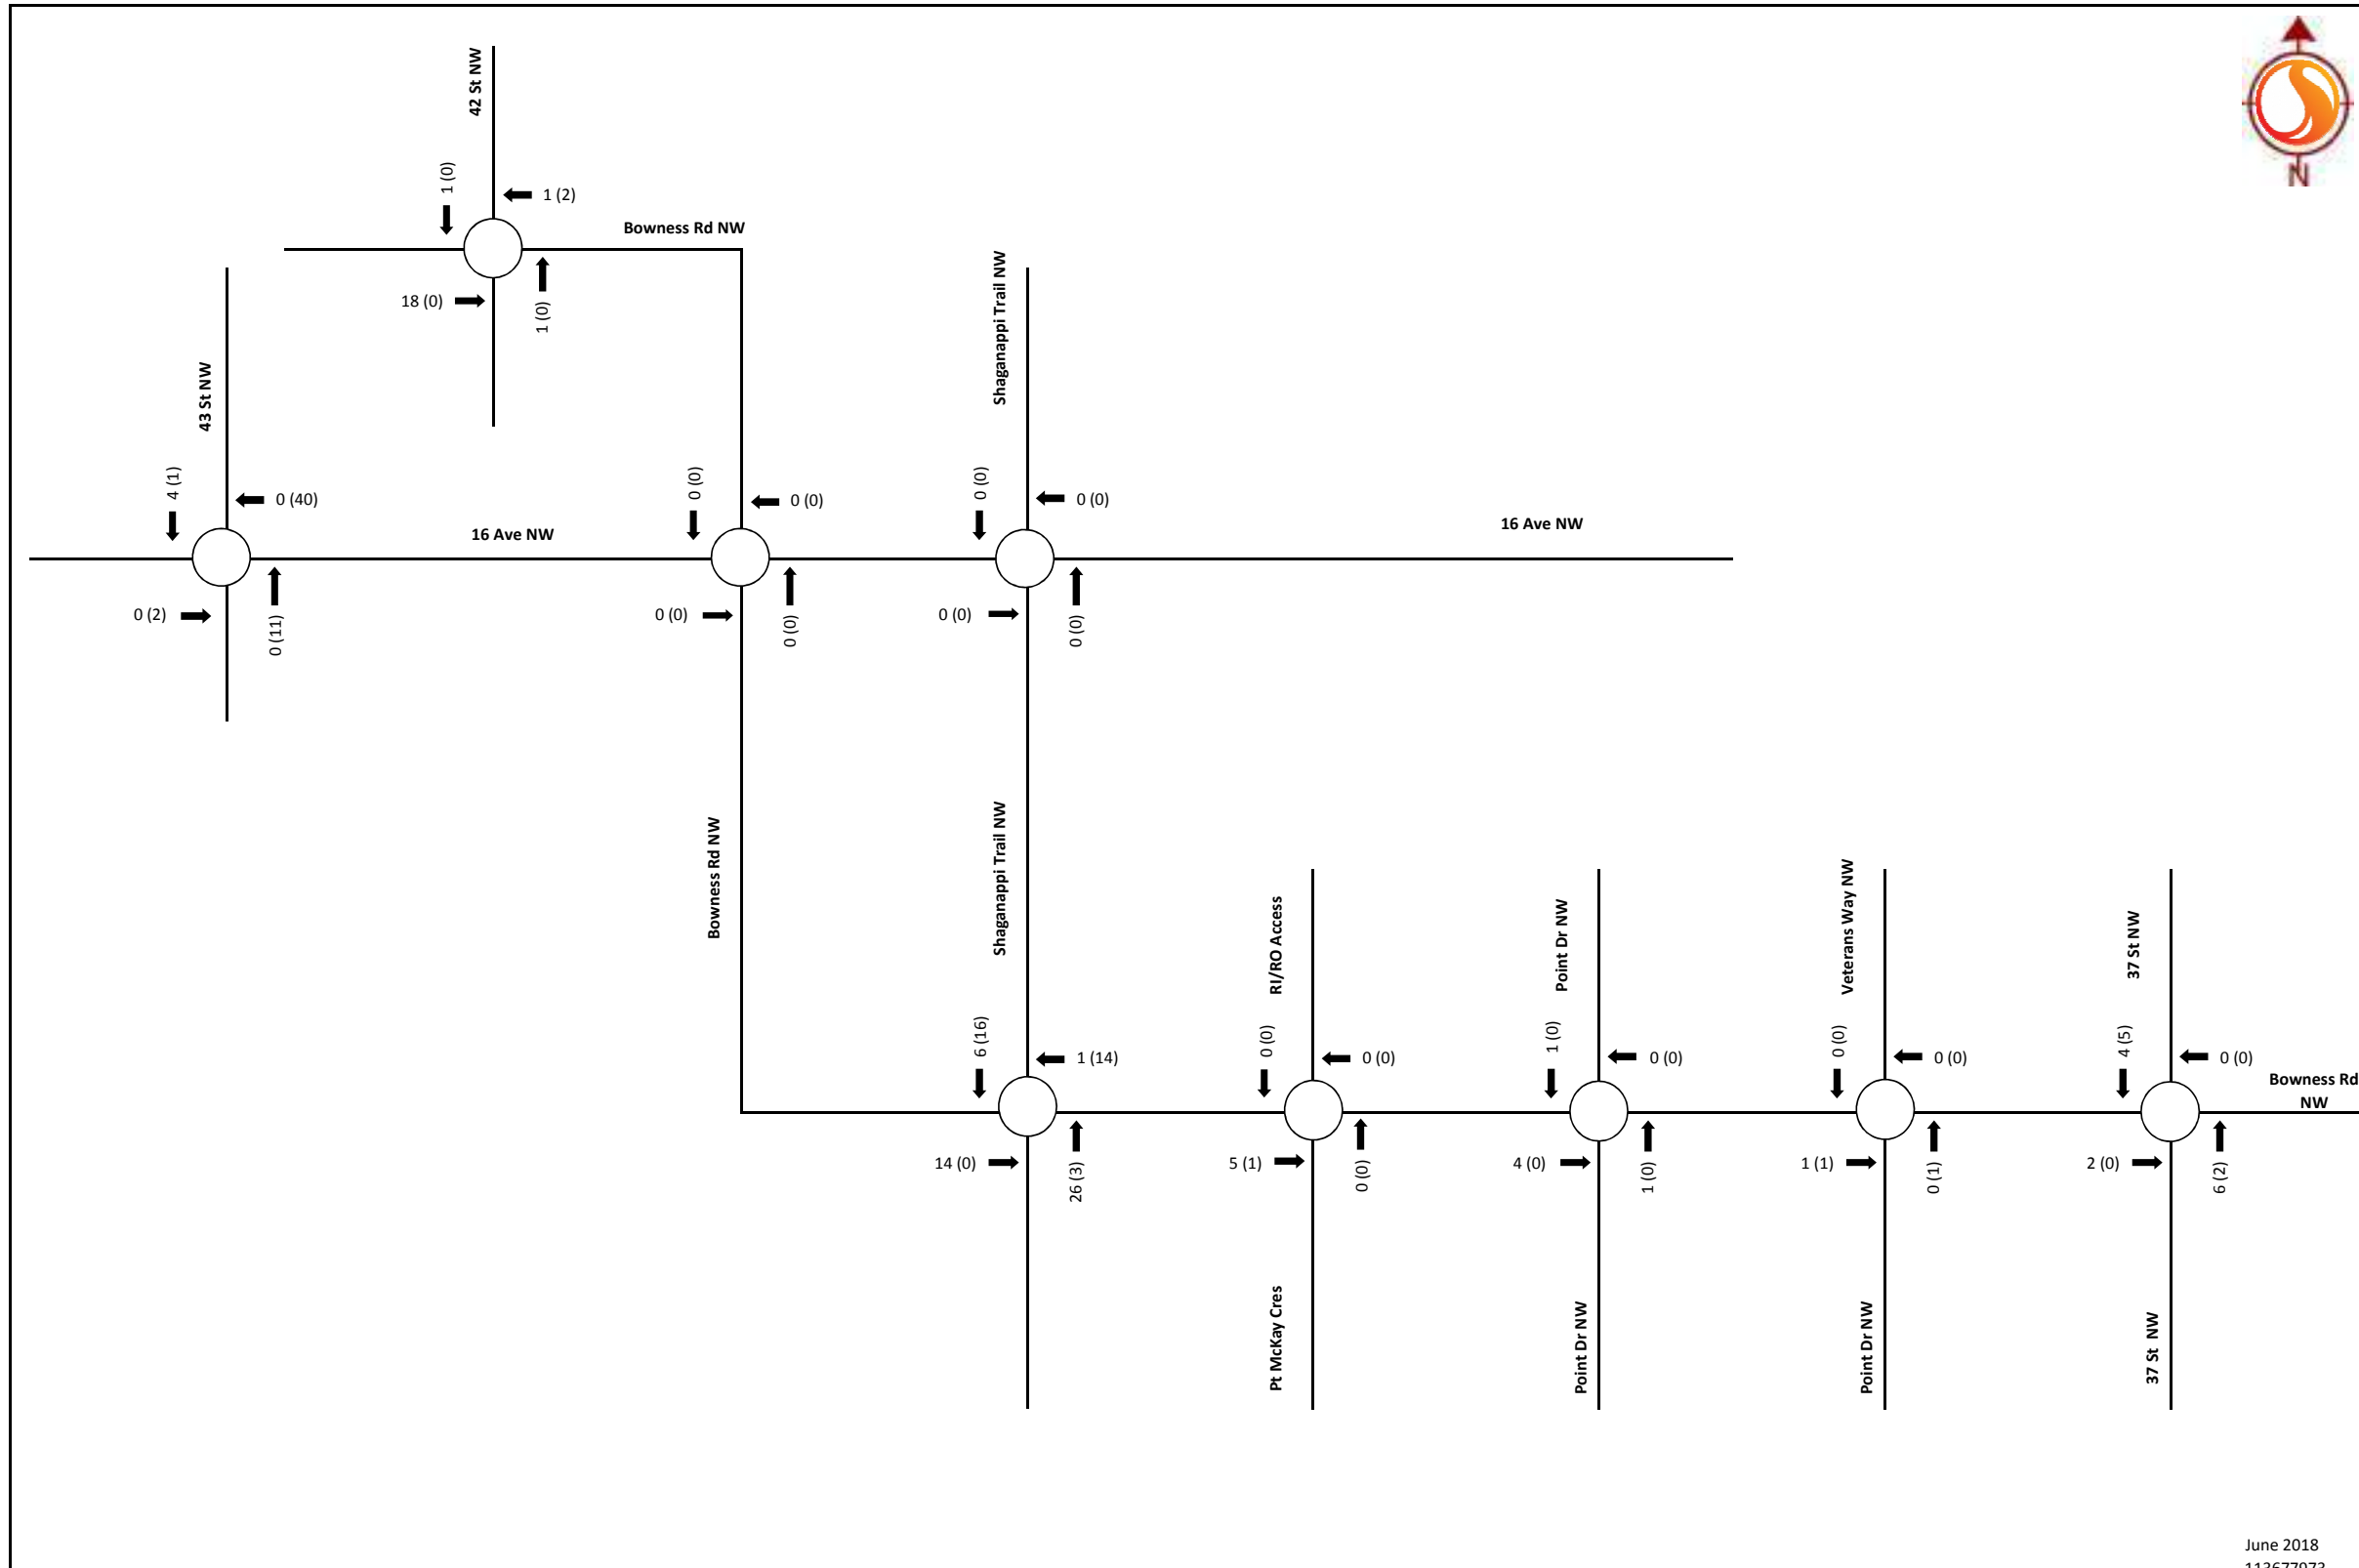 42 St NW
1 (0)
1 (2)
Bowness Rd NW
18 (0)
1 (0)
43 St NW
Shaganappi Trail NW
4 (1)
0 (40)
16 Ave NW
0 (2)
0 (11)
0 (0)
0 (0)
0 (0)
0 (0)
0 (0)
0 (0)
16 Ave NW
0 (0)
0 (0)
Bowness Rd NW
Shaganappi Trail NW
RI/RO Access
Point Dr NW
Veterans Way NW
37 St NW
6 (16)
1 (14)
14 (0)
26 (3)
0 (0)
0 (0)
5 (1)
0 (0)
1 (0)
0 (0)
4 (0)
1 (0)
0 (0)
0 (0)
1 (1)
0 (1)
4 (5)
0 (0)
2 (0)
6 (2)
Bowness Rd
NW
Pt McKay Cres
Point Dr NW
Point Dr NW
37 St NW
N
June 2018
113677973